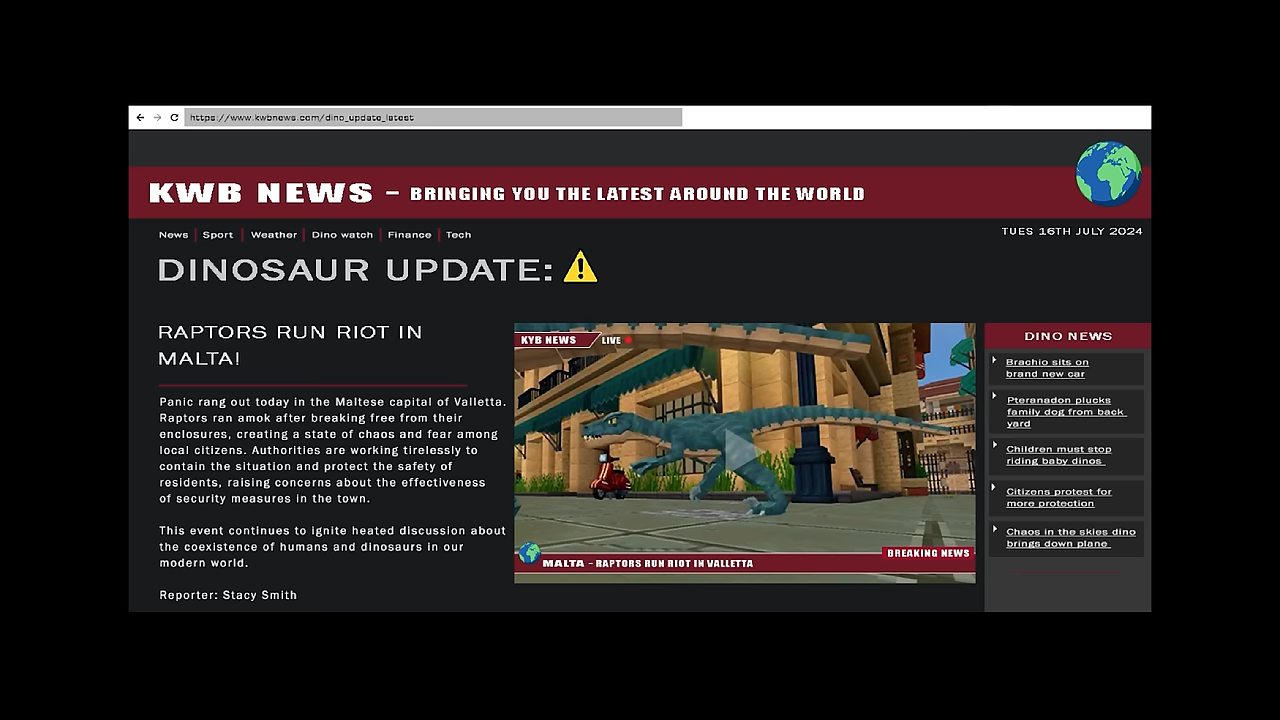 https://www.kwbnews.com/dino_update_latest
KWB NEWS – BRINGING YOU THE LATEST AROUND THE WORLD
News Sport Weather Dino watch Finance Tech
TUES 16TH JULY 2024
DINOSAUR UPDATE:
RAPTORS RUN RIOT IN
MALTA!
Panic rang out today in the Maltese capital of Valletta.
Raptors ran amok after breaking free from their
enclosures, creating a state of chaos and fear among
local citizens. Authorities are working tirelessly to
contain the situation and protect the safety of
residents, raising concerns about the effectiveness
of security measures in the town.
This event continues to ignite heated discussion about
the coexistence of humans and dinosaurs in our
modern world.
Reporter: Stacy Smith
KYB NEWS LIVE
BREAKING NEWS
MALTA – RAPTORS RUN RIOT IN VALLETTA
DINO NEWS
Brachio sits on
brand new car
Pteranadon plucks
family dog from back
yard
Children must stop
riding baby dinos
Citizens protest for
more protection
Chaos in the skies dino
brings down plane